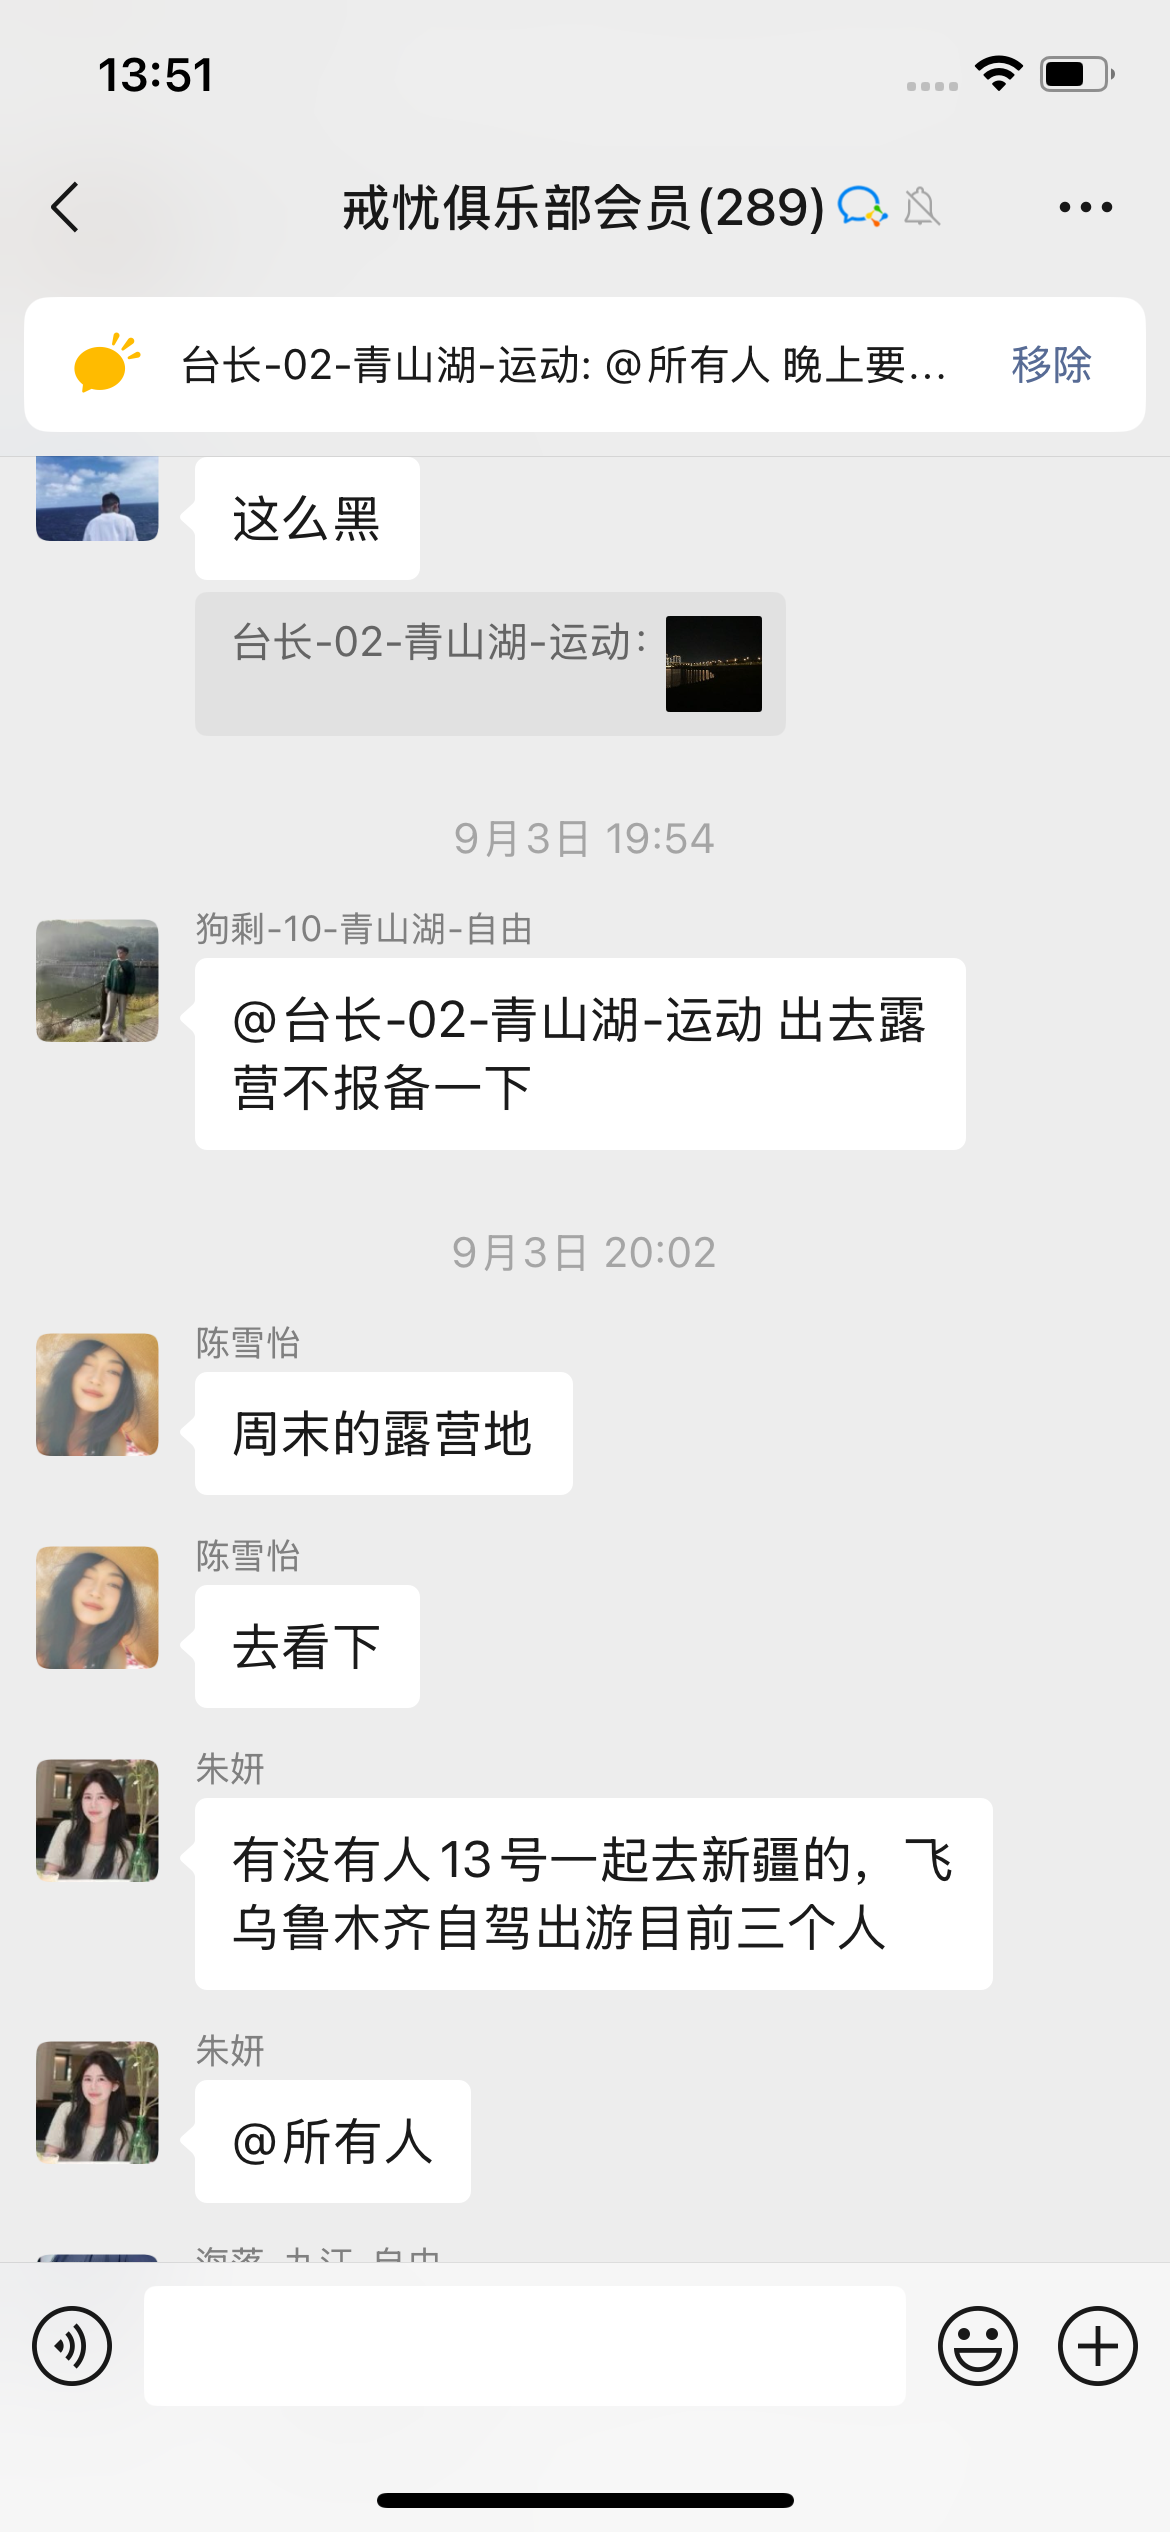 13:51
戒忧俱乐部会员(289)
台长-02-青山湖-运动: @所有人 晚上要...
移除
这么黑
台长-02-青山湖-运动:
9月3日 19:54
狗剩-10-青山湖-自由
@台长-02-青山湖-运动 出去露
营不报备一下
9月3日 20:02
陈雪怡
周末的露营地
陈雪怡
去看下
朱妍
有没有人13号一起去新疆的，飞
乌鲁木齐自驾出游目前三个人
朱妍
@所有人